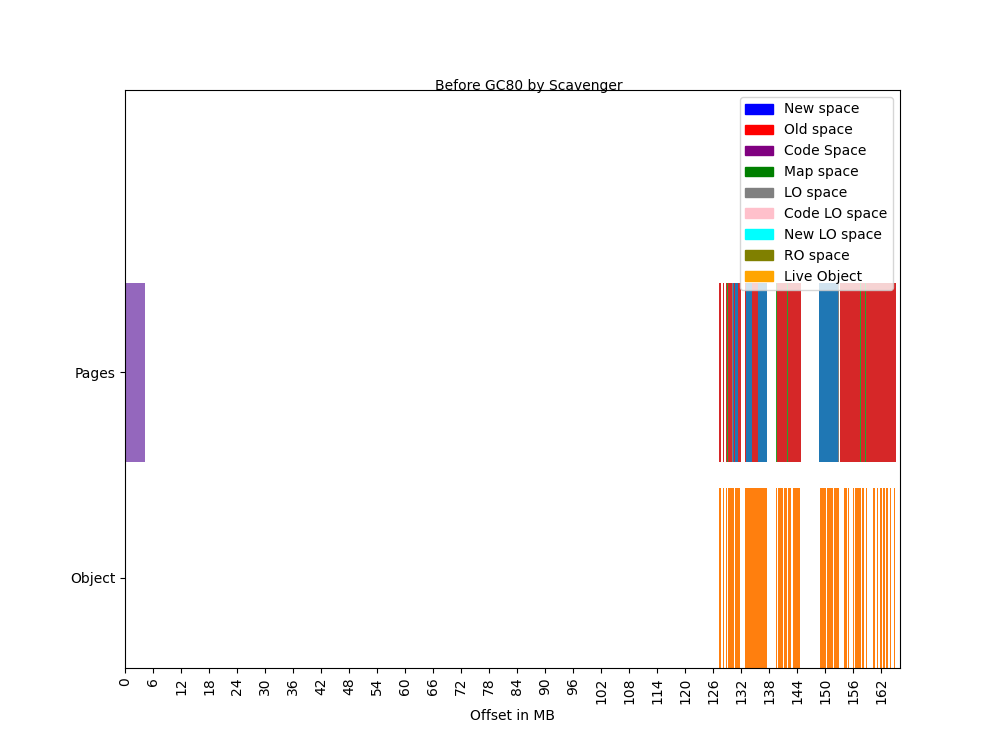 Before GC80 by Scavenger
New space
Old space
Code Space
Map space
LO space
Code LO space
New LO space
RO space
Live Object
Pages
Object
0 6 12 18 24 30 36 42 48 54 60 66 72 78 84 90 96 102 108 114 120 126 132 138 144 150 156 162
Offset in MB